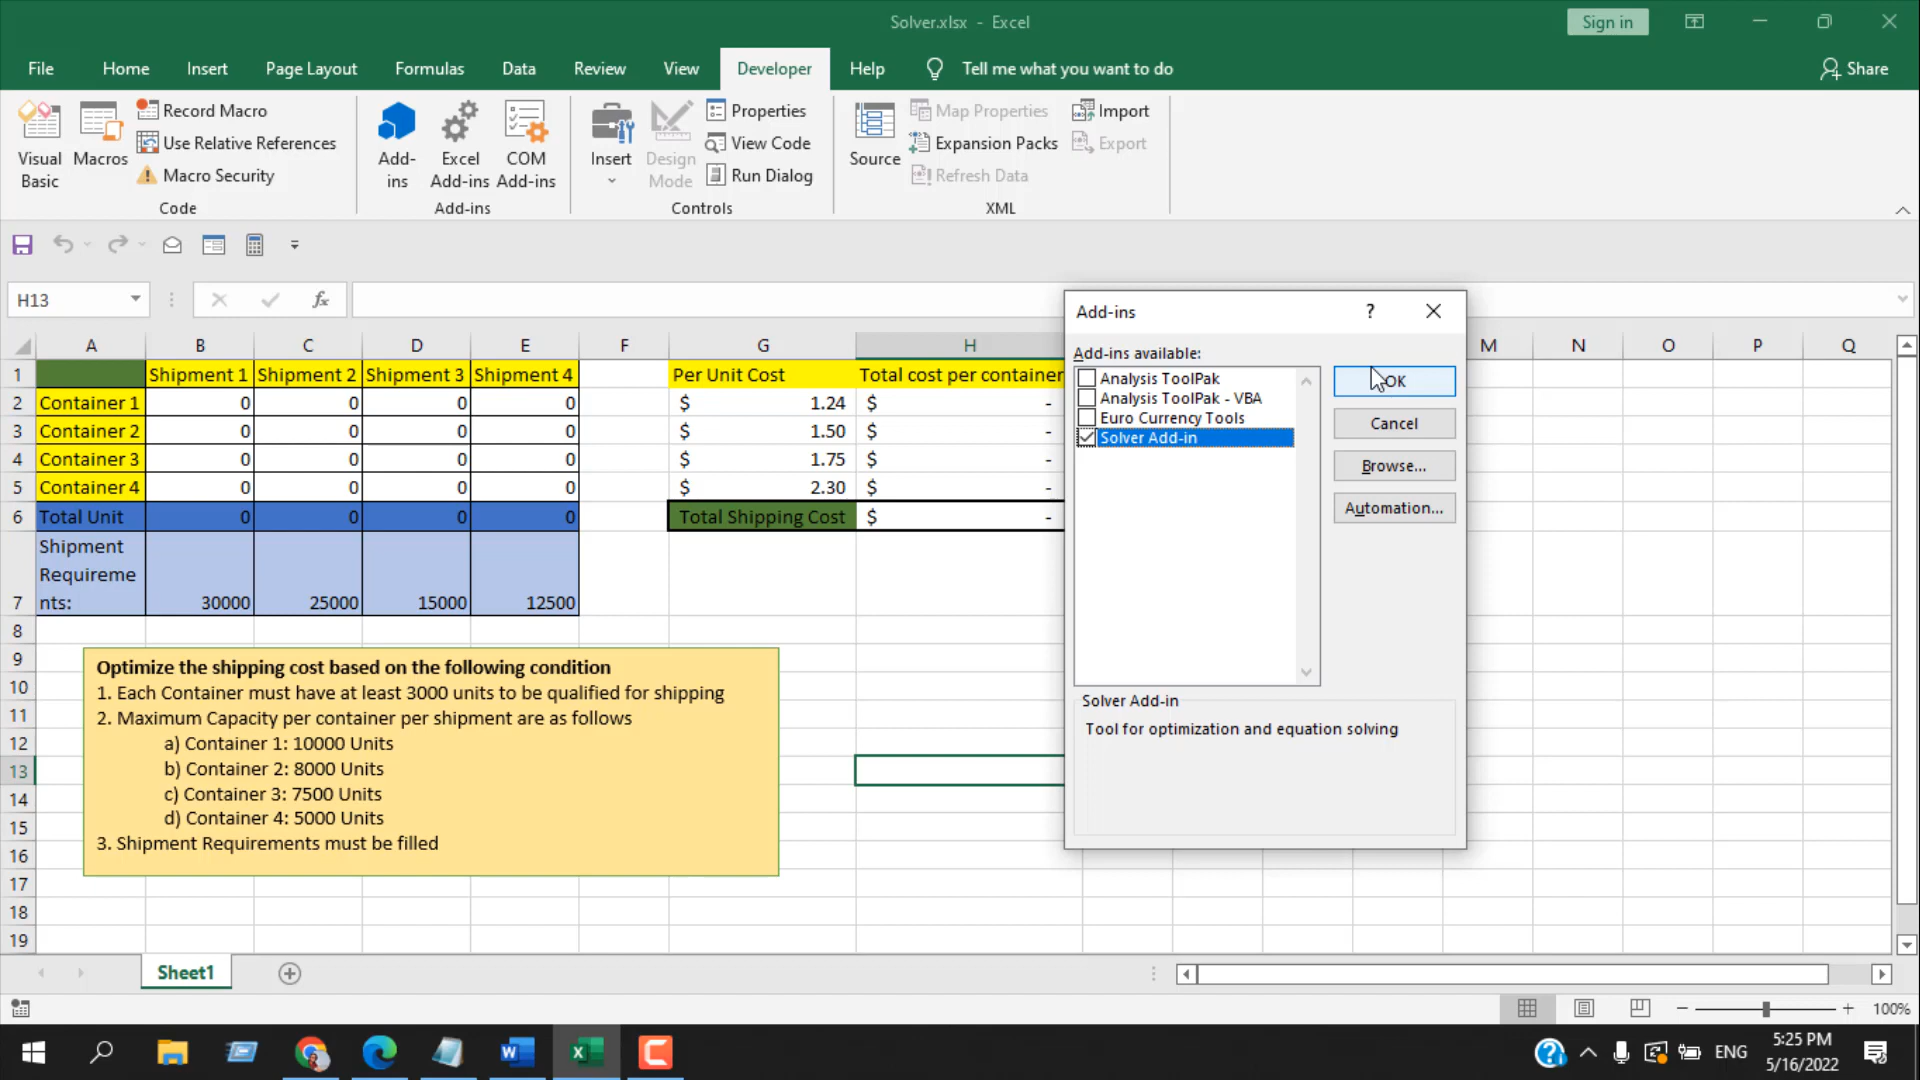 Solver.xlsx - Excel
Sign in
File Home Insert Page Layout Formulas Data Review View Developer Help Tell me what you want to do Share
Visual Basic
Macros
Record Macro
Use Relative References
Macro Security
Code
Add-ins
Excel Add-ins
COM Add-ins
Add-ins
Insert
Design Mode
Properties
View Code
Run Dialog
Controls
Source
Map Properties
Expansion Packs
Refresh Data
Import
Export
XML
H13
fx
A B C D E F G H M N O P Q
1 Shipment 1 Shipment 2 Shipment 3 Shipment 4 Per Unit Cost Total cost per container
2 Container 1 0 0 0 0 $ 1.24 $ -
3 Container 2 0 0 0 0 $ 1.50 $ -
4 Container 3 0 0 0 0 $ 1.75 $ -
5 Container 4 0 0 0 0 $ 2.30 $ -
6 Total Unit 0 0 0 0 Total Shipping Cost $ -
Shipment
Requireme
7 nts: 30000 25000 15000 12500
8
9
10
11
12
13
14
15
16
17
18
19
Optimize the shipping cost based on the following condition
1. Each Container must have at least 3000 units to be qualified for shipping
2. Maximum Capacity per container per shipment are as follows
a) Container 1: 10000 Units
b) Container 2: 8000 Units
c) Container 3: 7500 Units
d) Container 4: 5000 Units
3. Shipment Requirements must be filled
Add-ins ?
Add-ins available:
Analysis ToolPak
Analysis ToolPak - VBA
Euro Currency Tools
Solver Add-in
OK
Cancel
Browse...
Automation...
Solver Add-in
Tool for optimization and equation solving
Sheet1
100%
ENG
5:25 PM
5/16/2022